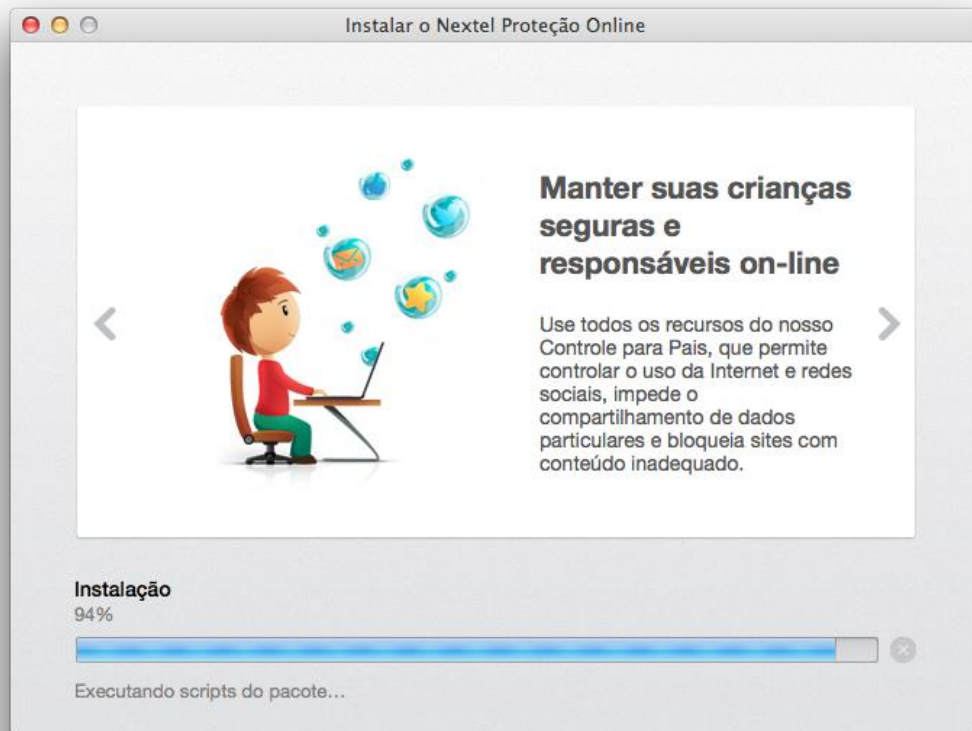 Instalar o Nextel Proteção Online
Manter suas crianças
seguras e
responsáveis on-line
Use todos os recursos do nosso
Controle para Pais, que permite
controlar o uso da Internet e redes
sociais, impede o
compartilhamento de dados
particulares e bloqueia sites com
conteúdo inadequado.
Instalação
94%
Executando scripts do pacote...